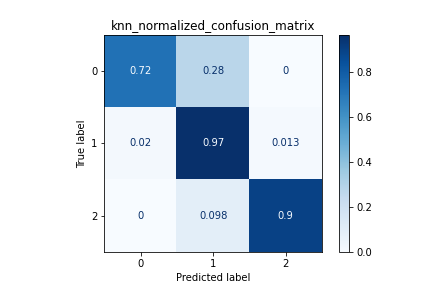 knn_normalized_confusion_matrix
0 0.72 0.28 0
1 0.02 0.97 0.013
2 0 0.098 0.9
0 1 2
True label
Predicted label
0.8
0.6
0.4
0.2
0.0